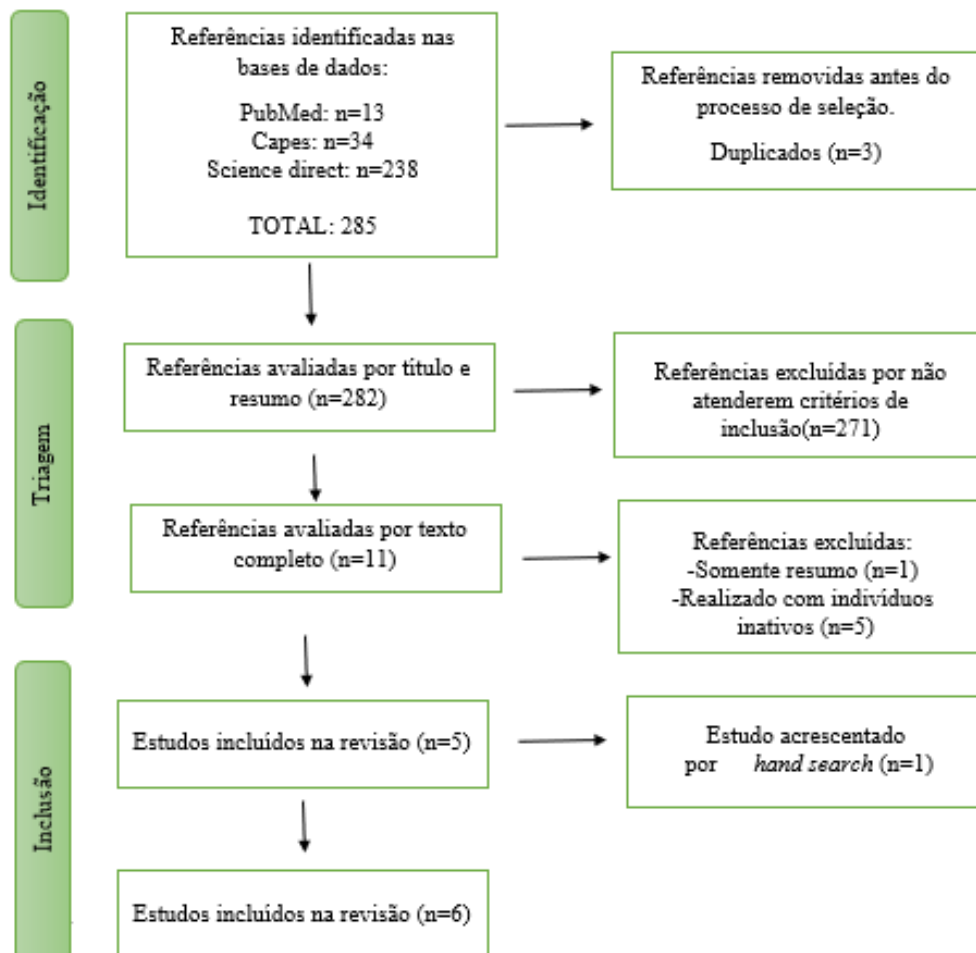 Identificação
Referências identificadas nas
bases de dados:
PubMed: n=13
Capes: n=34
Science direct: n=238
TOTAL: 285
Referências removidas antes do
processo de seleção.
Duplicados (n=3)
Triagem
Referências avaliadas por título e
resumo (n=282)
Referências excluídas por não
atenderem critérios de
inclusão(n=271)
Referências avaliadas por texto
completo (n=11)
Referências excluídas:
-Somente resumo (n=1)
-Realizado com indivíduos
inativos (n=5)
Inclusão
Estudos incluídos na revisão (n=5)
Estudo acrescentado
por hand search (n=1)
Estudos incluídos na revisão (n=6)